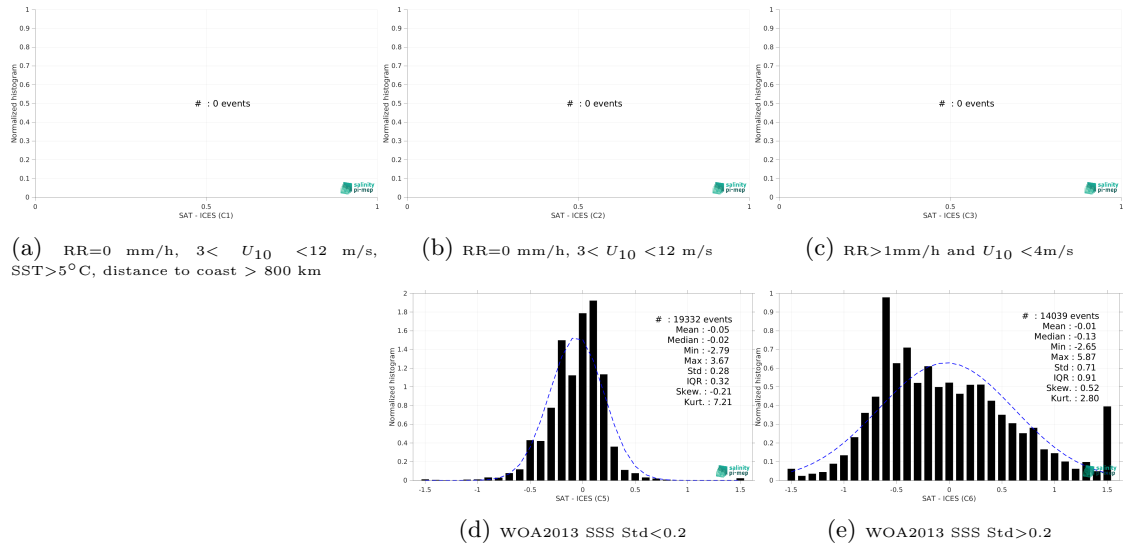 1
0.9
0.8
0.7
0.6
0.5
0.4
0.3
0.2
0.1
0
Normalized histogram
# : 0 events
salinity
pi-mep
0 0.5 1
SAT - ICES (C1)
1
0.9
0.8
0.7
0.6
0.5
0.4
0.3
0.2
0.1
0
Normalized histogram
# : 0 events
salinity
pi-mep
0 0.5 1
SAT - ICES (C2)
1
0.9
0.8
0.7
0.6
0.5
0.4
0.3
0.2
0.1
0
Normalized histogram
# : 0 events
salinity
pi-mep
0 0.5 1
SAT - ICES (C3)
(a) RR=0 mm/h, 3< U10 <12 m/s,
SST>5°C, distance to coast > 800 km
(b) RR=0 mm/h, 3< U10 <12 m/s
(c) RR>1mm/h and U10 <4m/s
2
1.8
1.6
1.4
1.2
1
0.8
0.6
0.4
0.2
0
Normalized histogram
# : 19332 events
Mean : -0.05
Median : -0.02
Min : -2.79
Max : 3.67
Std : 0.28
IQR : 0.32
Skew. : -0.21
Kurt. : 7.21
salinity
pi-mep
-1.5 -1 -0.5 0 0.5 1 1.5
SAT - ICES (C5)
1
0.9
0.8
0.7
0.6
0.5
0.4
0.3
0.2
0.1
0
Normalized histogram
# : 14039 events
Mean : -0.01
Median : -0.13
Min : -2.65
Max : 5.87
Std : 0.71
IQR : 0.91
Skew. : 0.52
Kurt. : 2.80
salinity
pi-mep
-1.5 -1 -0.5 0 0.5 1 1.5
SAT - ICES (C6)
(d) WOA2013 SSS Std<0.2
(e) WOA2013 SSS Std>0.2